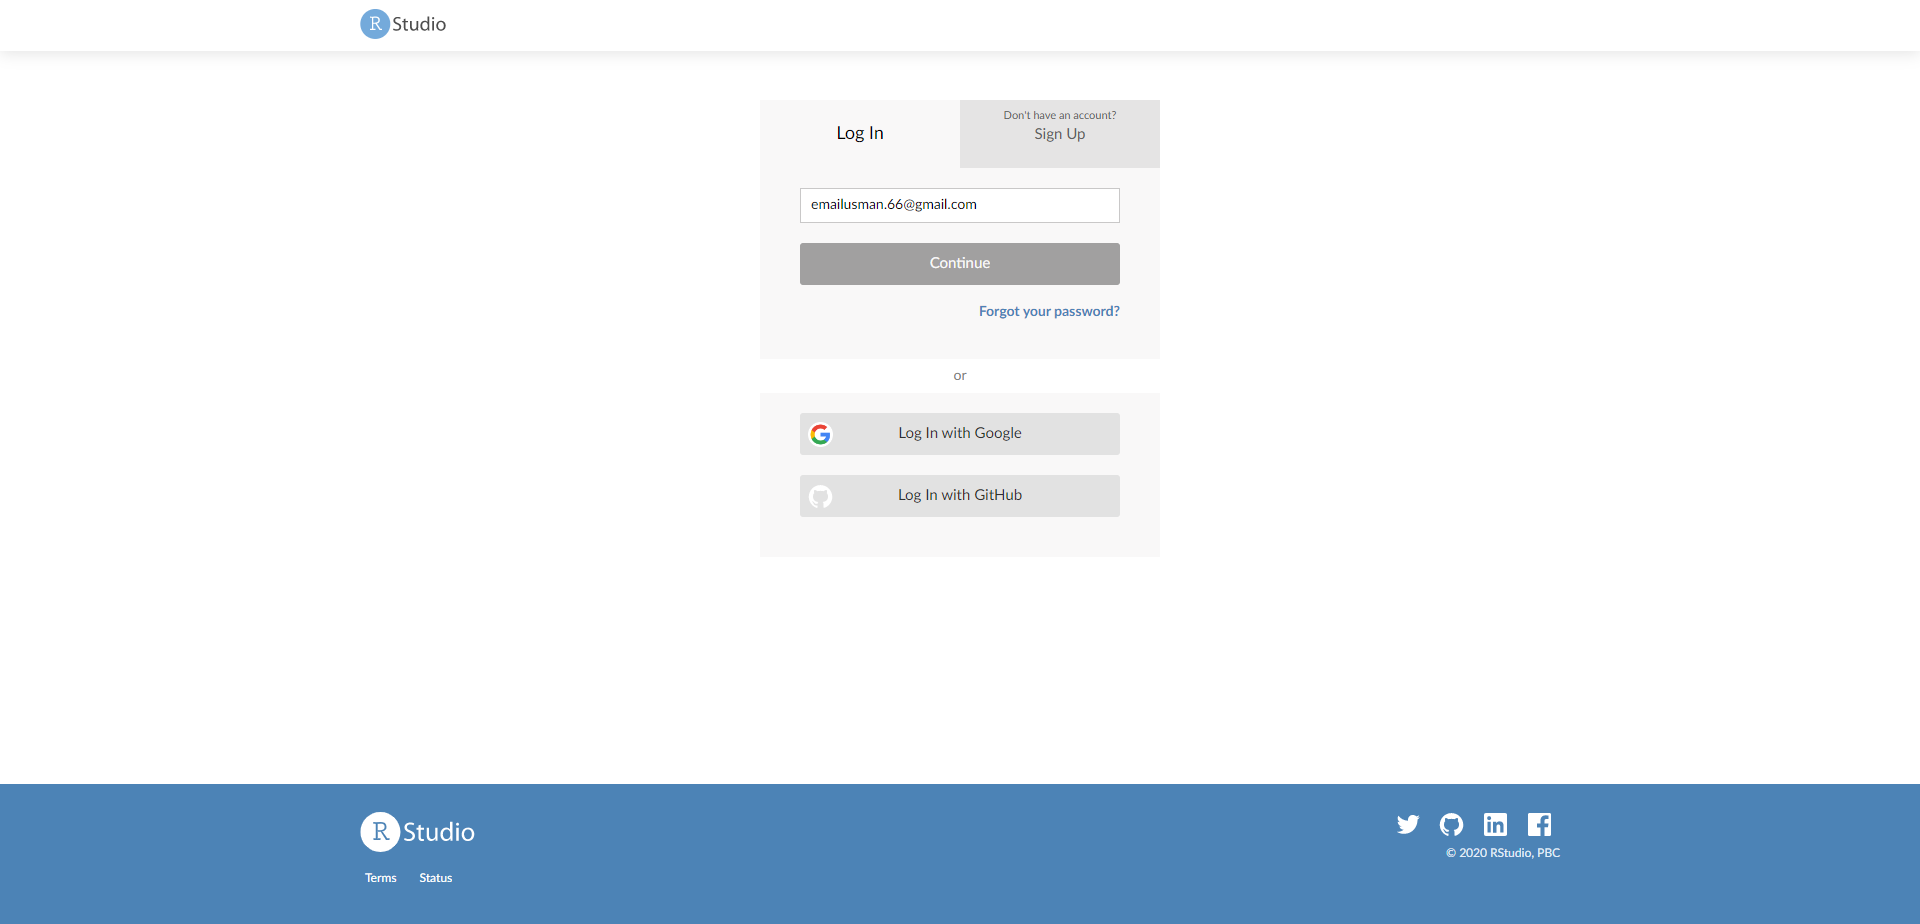 R Studio
Log In
Don't have an account?
Sign Up
emailusman.66@gmail.com
Continue
Forgot your password?
or
Log In with Google
Log In with GitHub
R Studio
© 2020 RStudio, PBC
Terms Status